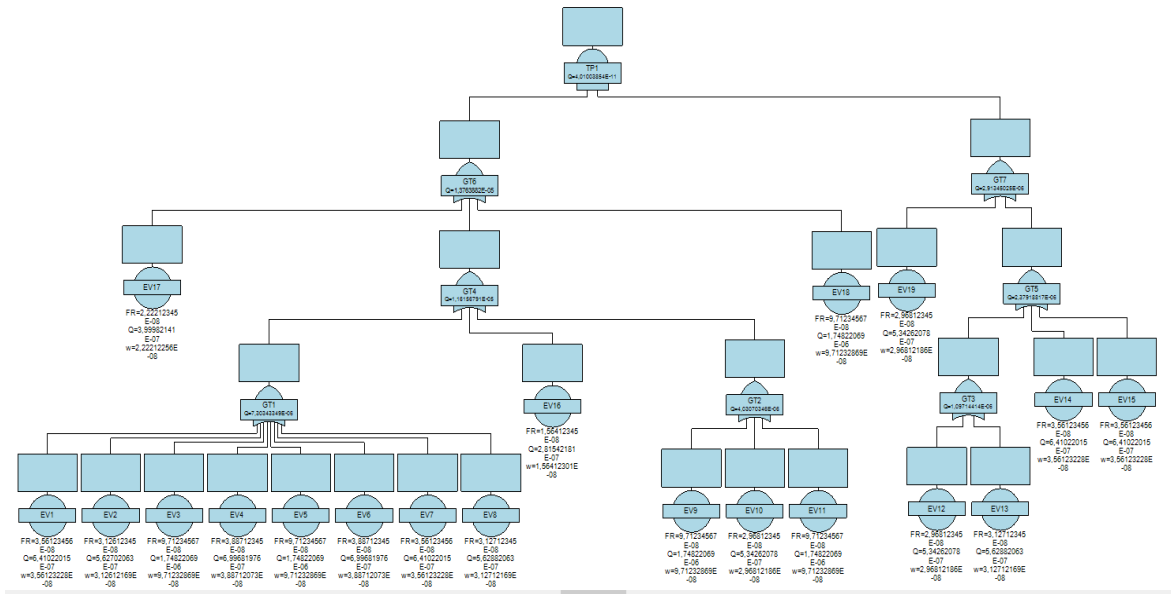 TP1
Q=4,01003854E-11
GT6
Q=1,3763882E-05
GT7
Q=2,91345025E-06
EV17
FR=2,22212345
E-08
Q=3,99982141
E-07
w=2,22212256E
-08
GT4
Q=1,16156791E-05
EV18
FR=9,71234567
E-08
Q=1,74822069
E-06
w=9,71232869E
-08
EV19
FR=2,96812345
E-08
Q=5,34262078
E-07
w=2,96812186E
-08
GT5
Q=2,37918817E-06
GT1
Q=7,30343349E-06
EV16
FR=1,56412345
E-08
Q=2,81542181
E-07
w=1,56412301E
-08
GT2
Q=4,03070348E-06
GT3
Q=1,09714414E-06
EV14
FR=3,56123456
E-08
Q=6,41022015
E-07
w=3,56123228E
-08
EV15
FR=3,56123456
E-08
Q=6,41022015
E-07
w=3,56123228E
-08
EV1
FR=3,56123456
E-08
Q=6,41022015
E-07
w=3,56123228E
-08
EV2
FR=3,12612345
E-08
Q=5,62702063
E-07
w=3,12612169E
-08
EV3
FR=9,71234567
E-08
Q=1,74822069
E-06
w=9,71232869E
-08
EV4
FR=3,88712345
E-08
Q=6,99681976
E-07
w=3,88712073E
-08
EV5
FR=9,71234567
E-08
Q=1,74822069
E-06
w=9,71232869E
-08
EV6
FR=3,88712345
E-08
Q=6,99681976
E-07
w=3,88712073E
-08
EV7
FR=3,56123456
E-08
Q=6,41022015
E-07
w=3,56123228E
-08
EV8
FR=3,12712345
E-08
Q=5,62882063
E-07
w=3,12712169E
-08
EV9
FR=9,71234567
E-08
Q=1,74822069
E-06
w=9,71232869E
-08
EV10
FR=2,96812345
E-08
Q=5,34262078
E-07
w=2,96812186E
-08
EV11
FR=9,71234567
E-08
Q=1,74822069
E-06
w=9,71232869E
-08
EV12
FR=2,96812345
E-08
Q=5,34262078
E-07
w=2,96812186E
-08
EV13
FR=3,12712345
E-08
Q=5,62882063
E-07
w=3,12712169E
-08